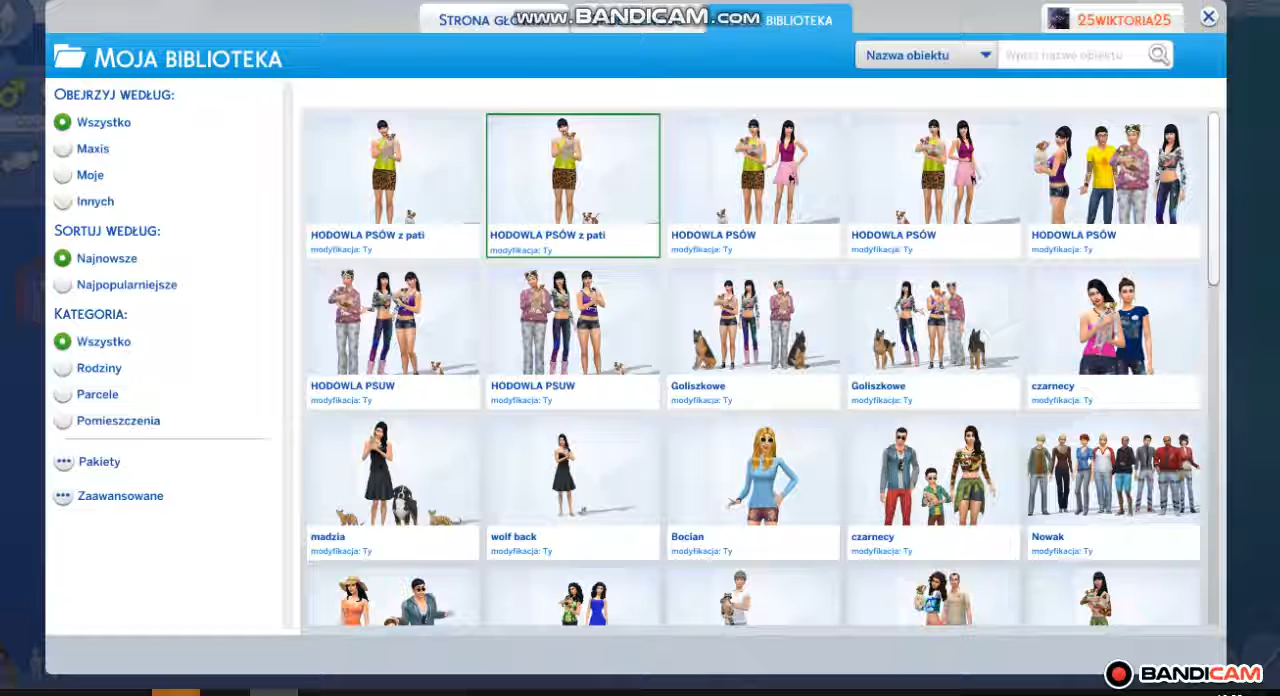 STRONA
www.BANDICAM.com
BIBLIOTEKA
25WIKTORIA25
MOJA BIBLIOTEKA
Nazwa obiektu
Wpisz nazwę obiektu
OBEJRZYJ WEDŁUG:
Wszystko
Maxis
Moje
Innych
SORTUJ WEDŁUG:
Najnowsze
Najpopularniejsze
KATEGORIA:
Wszystko
Rodziny
Parcele
Pomieszczenia
Pakiety
Zaawansowane
HODOWLA PSÓW z pati
modyfikacja: Ty
HODOWLA PSÓW z pati
modyfikacja: Ty
HODOWLA PSÓW
modyfikacja: Ty
HODOWLA PSÓW
modyfikacja: Ty
HODOWLA PSÓW
modyfikacja: Ty
HODOWLA PSUW
modyfikacja: Ty
HODOWLA PSUW
modyfikacja: Ty
Goliszkowe
modyfikacja: Ty
Goliszkowe
modyfikacja: Ty
czarnecy
modyfikacja: Ty
madzia
modyfikacja: Ty
wolf back
modyfikacja: Ty
Bocian
modyfikacja: Ty
czarnecy
modyfikacja: Ty
Nowak
modyfikacja: Ty
BANDICAM